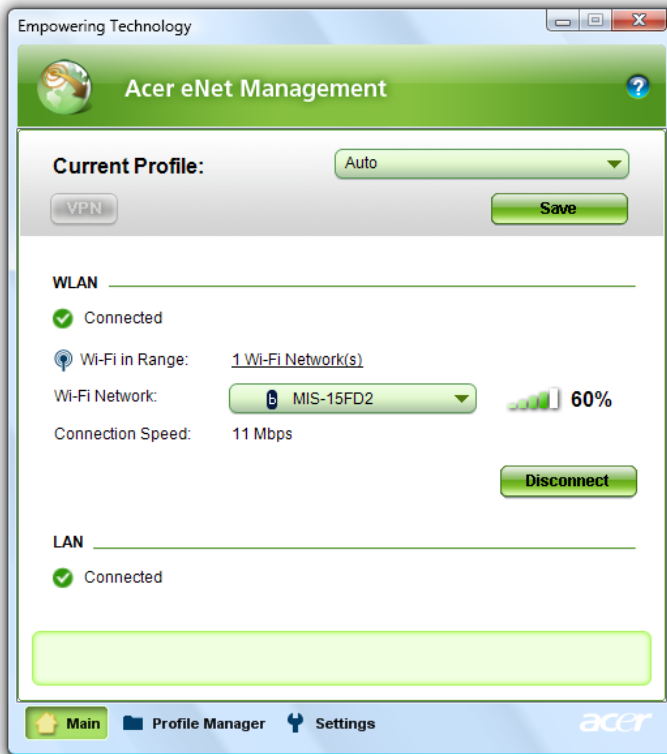 Empowering Technology
Acer eNet Management
?
Current Profile:
Auto
VPN
Save
WLAN
Connected
Wi-Fi in Range:
1 Wi-Fi Network(s)
Wi-Fi Network:
b MIS-15FD2
60%
Connection Speed:
11 Mbps
Disconnect
LAN
Connected
Main
Profile Manager
Settings
acer